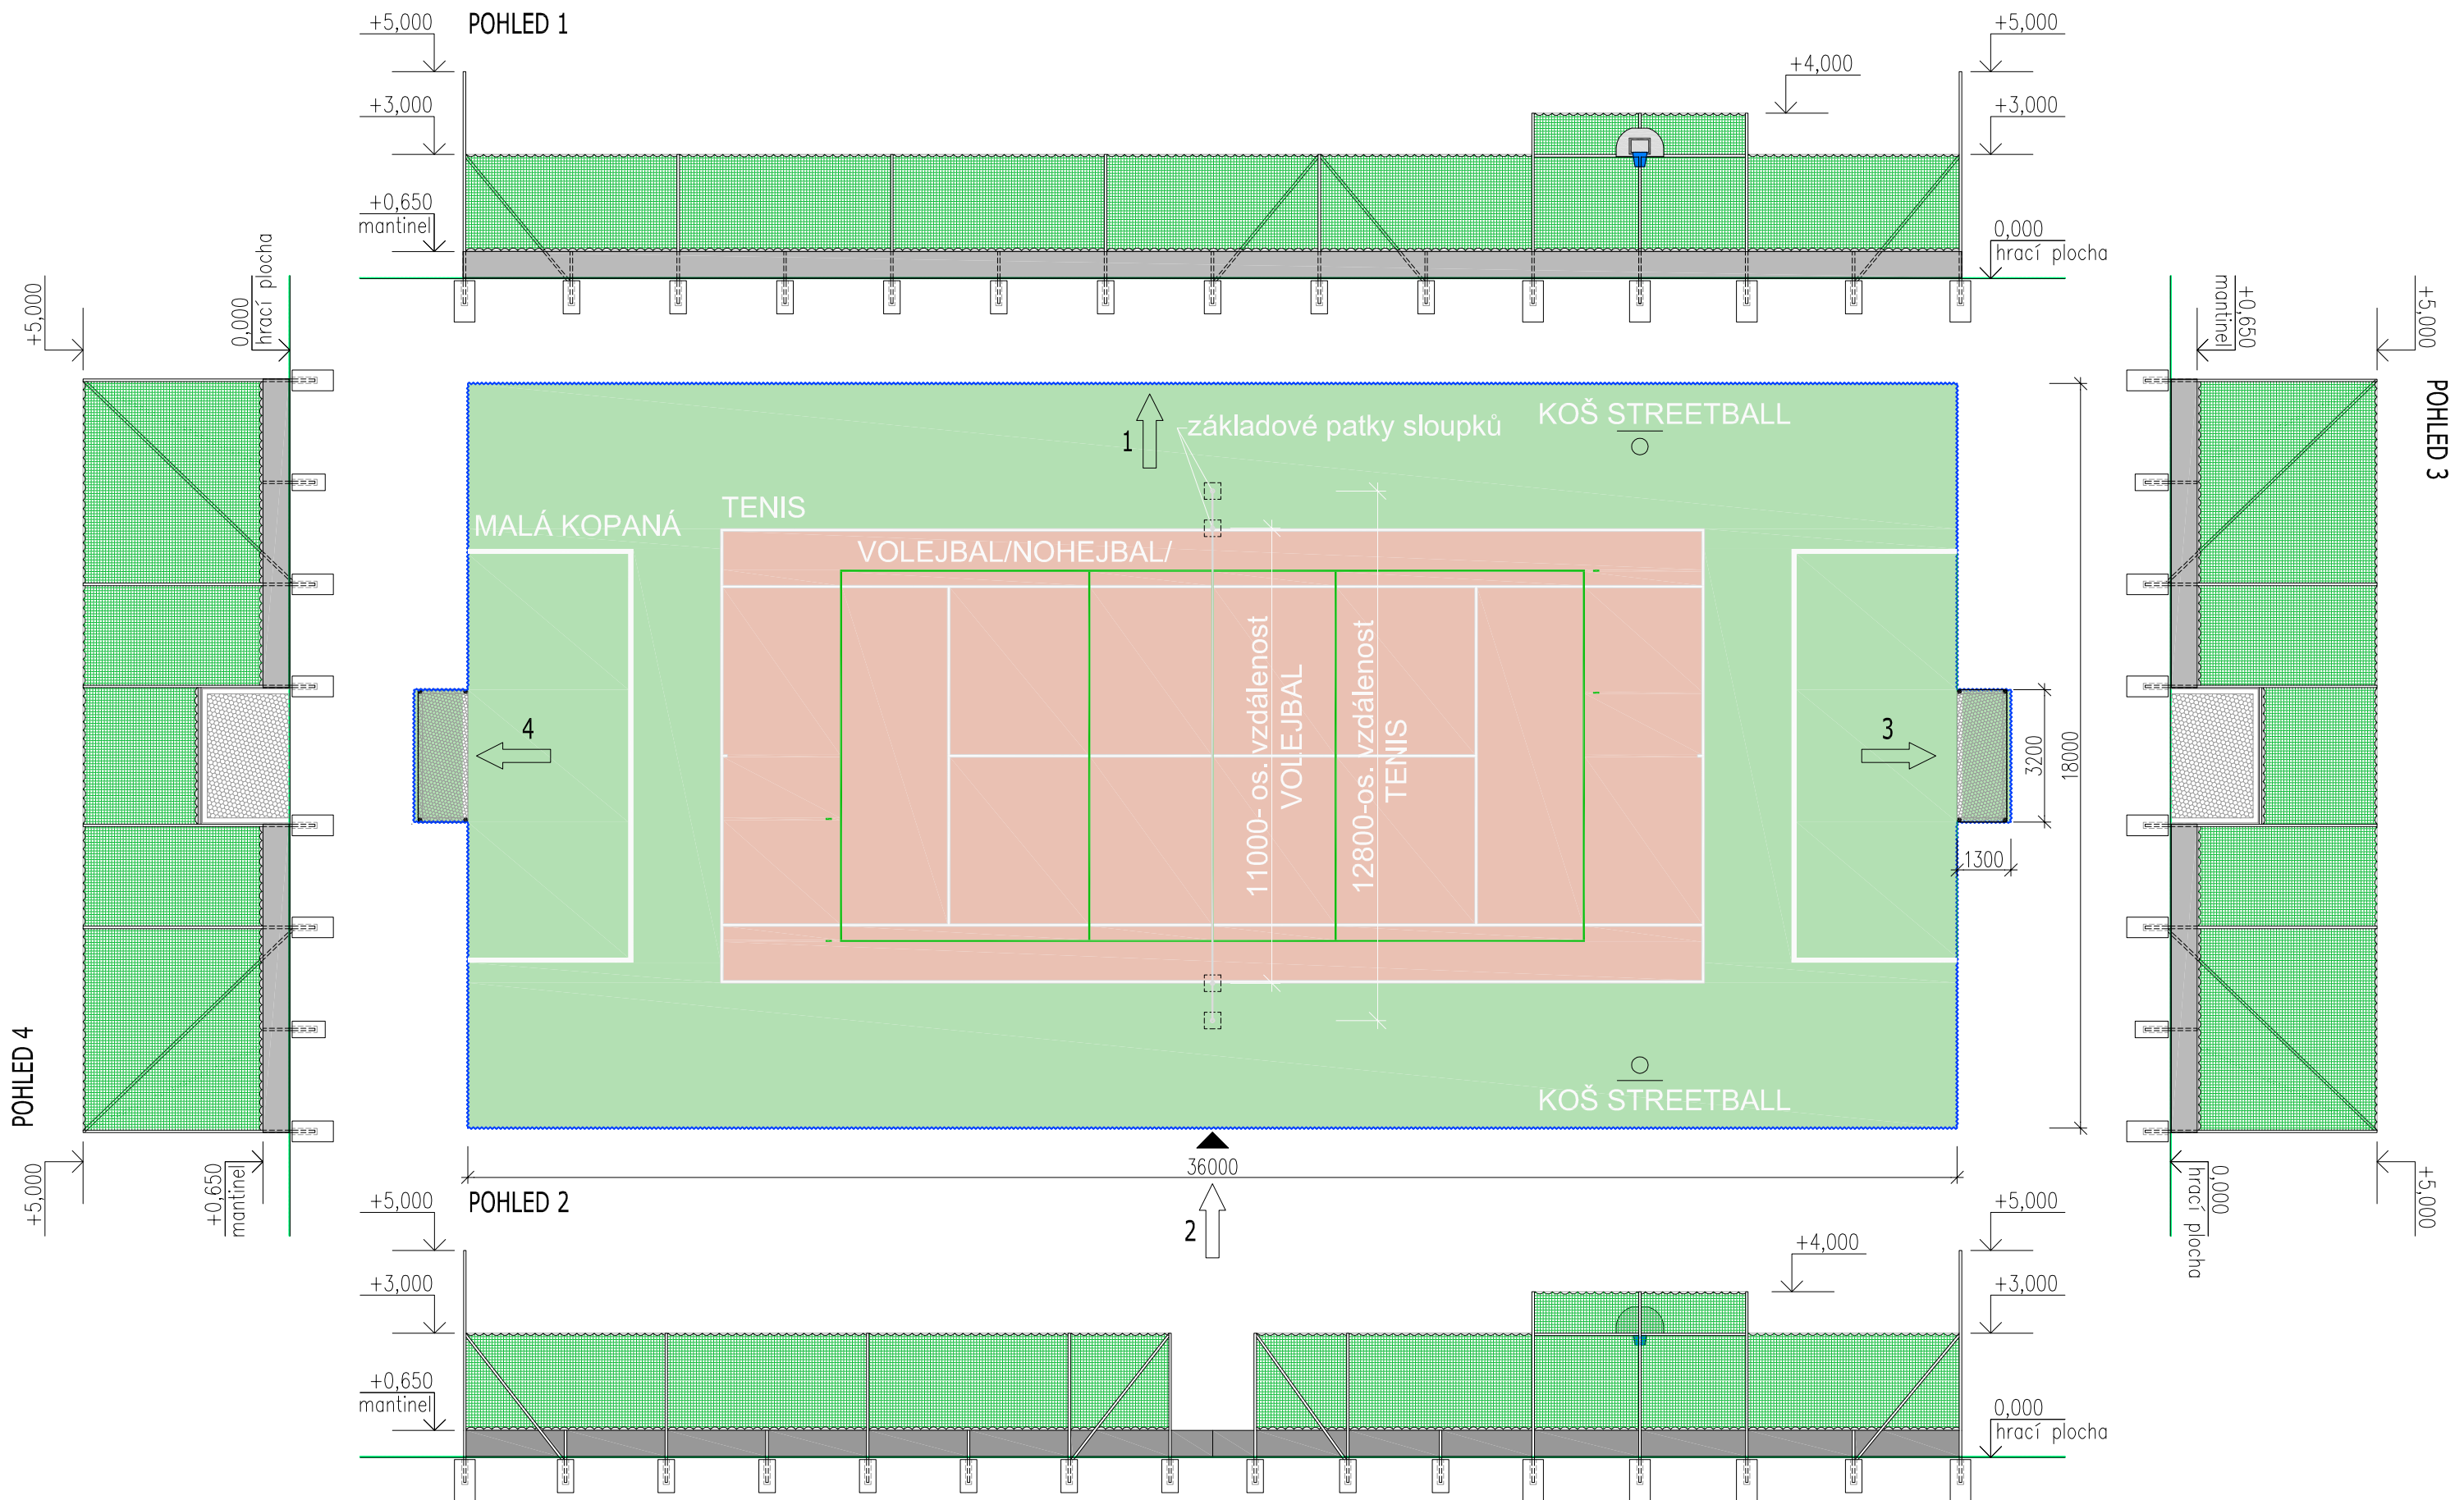 POHLED 1
+5,000
+3,000
+0,650
mantinel
+4,000
+5,000
+3,000
0,000
hrací plocha
+5,000
0,000
hrací plocha
+0,650
mantinel
+5,000
POHLED 3
1
základové patky sloupků
KOŠ STREETBALL
TENIS
MALÁ KOPANÁ
VOLEJBAL/NOHEJBAL/
11000- os. vzdálenost
VOLEJBAL
12800-os. vzdálenost
TENIS
4
3
3200
18000
1300
KOŠ STREETBALL
36000
POHLED 4
+5,000
+0,650
mantinel
0,000
hrací plocha
+5,000
POHLED 2
2
+5,000
+3,000
+0,650
mantinel
+4,000
+5,000
+3,000
0,000
hrací plocha